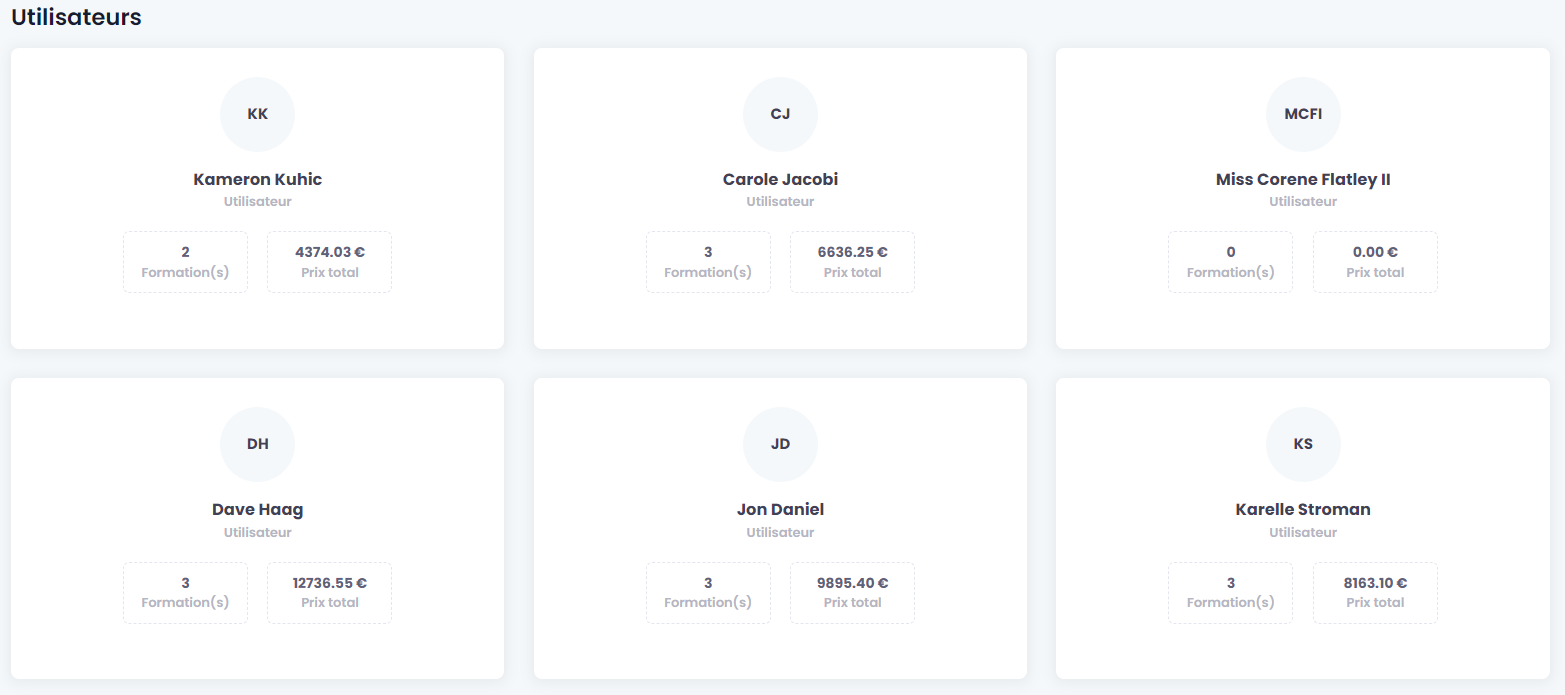 Utilisateurs
KK
Kameron Kuhic
Utilisateur
2
Formation(s)
4374.03 €
Prix total
CJ
Carole Jacobi
Utilisateur
3
Formation(s)
6636.25 €
Prix total
MCFI
Miss Corene Flatley II
Utilisateur
0
Formation(s)
0.00 €
Prix total
DH
Dave Haag
Utilisateur
3
Formation(s)
12736.55 €
Prix total
JD
Jon Daniel
Utilisateur
3
Formation(s)
9895.40 €
Prix total
KS
Karelle Stroman
Utilisateur
3
Formation(s)
8163.10 €
Prix total